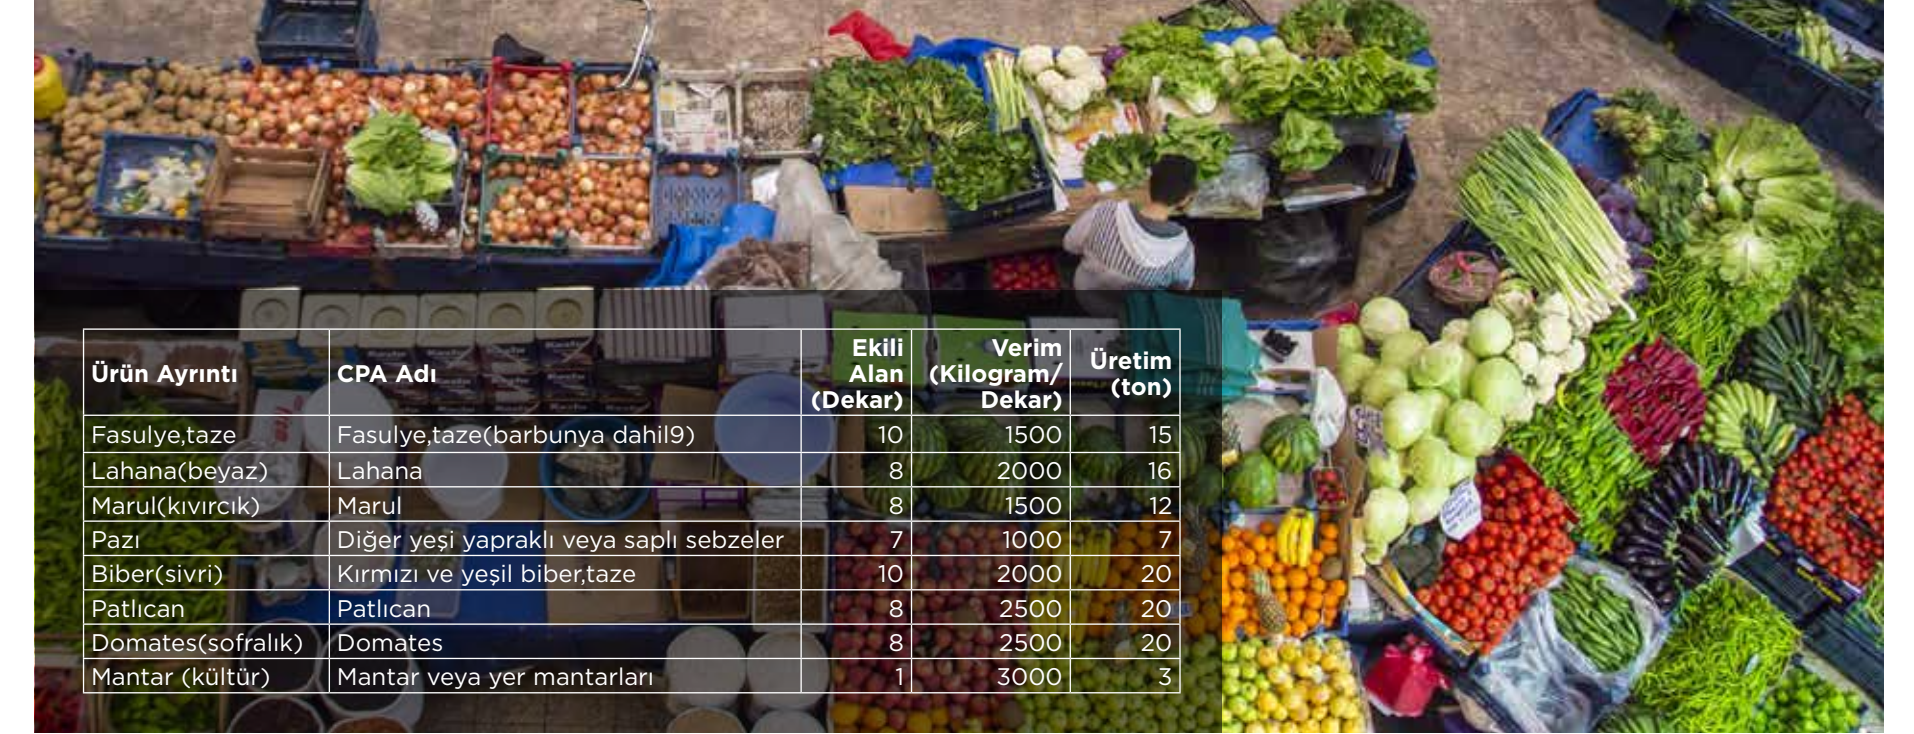 Ürün Ayrıntı CPA Adı Ekili Alan (Dekar) Verim (Kilogram/ Dekar) Üretim (ton)
Fasulye,taze Fasulye,taze(barbunya dahil9) 10 1500 15
Lahana(beyaz) Lahana 8 2000 16
Marul(kıvırcık) Marul 8 1500 12
Pazı Diğer yeşi yapraklı veya saplı sebzeler 7 1000 7
Biber(sivri) Kırmızı ve yeşil biber,taze 10 2000 20
Patlıcan Patlıcan 8 2500 20
Domates(sofralık) Domates 8 2500 20
Mantar (kültür) Mantar veya yer mantarları 1 3000 3